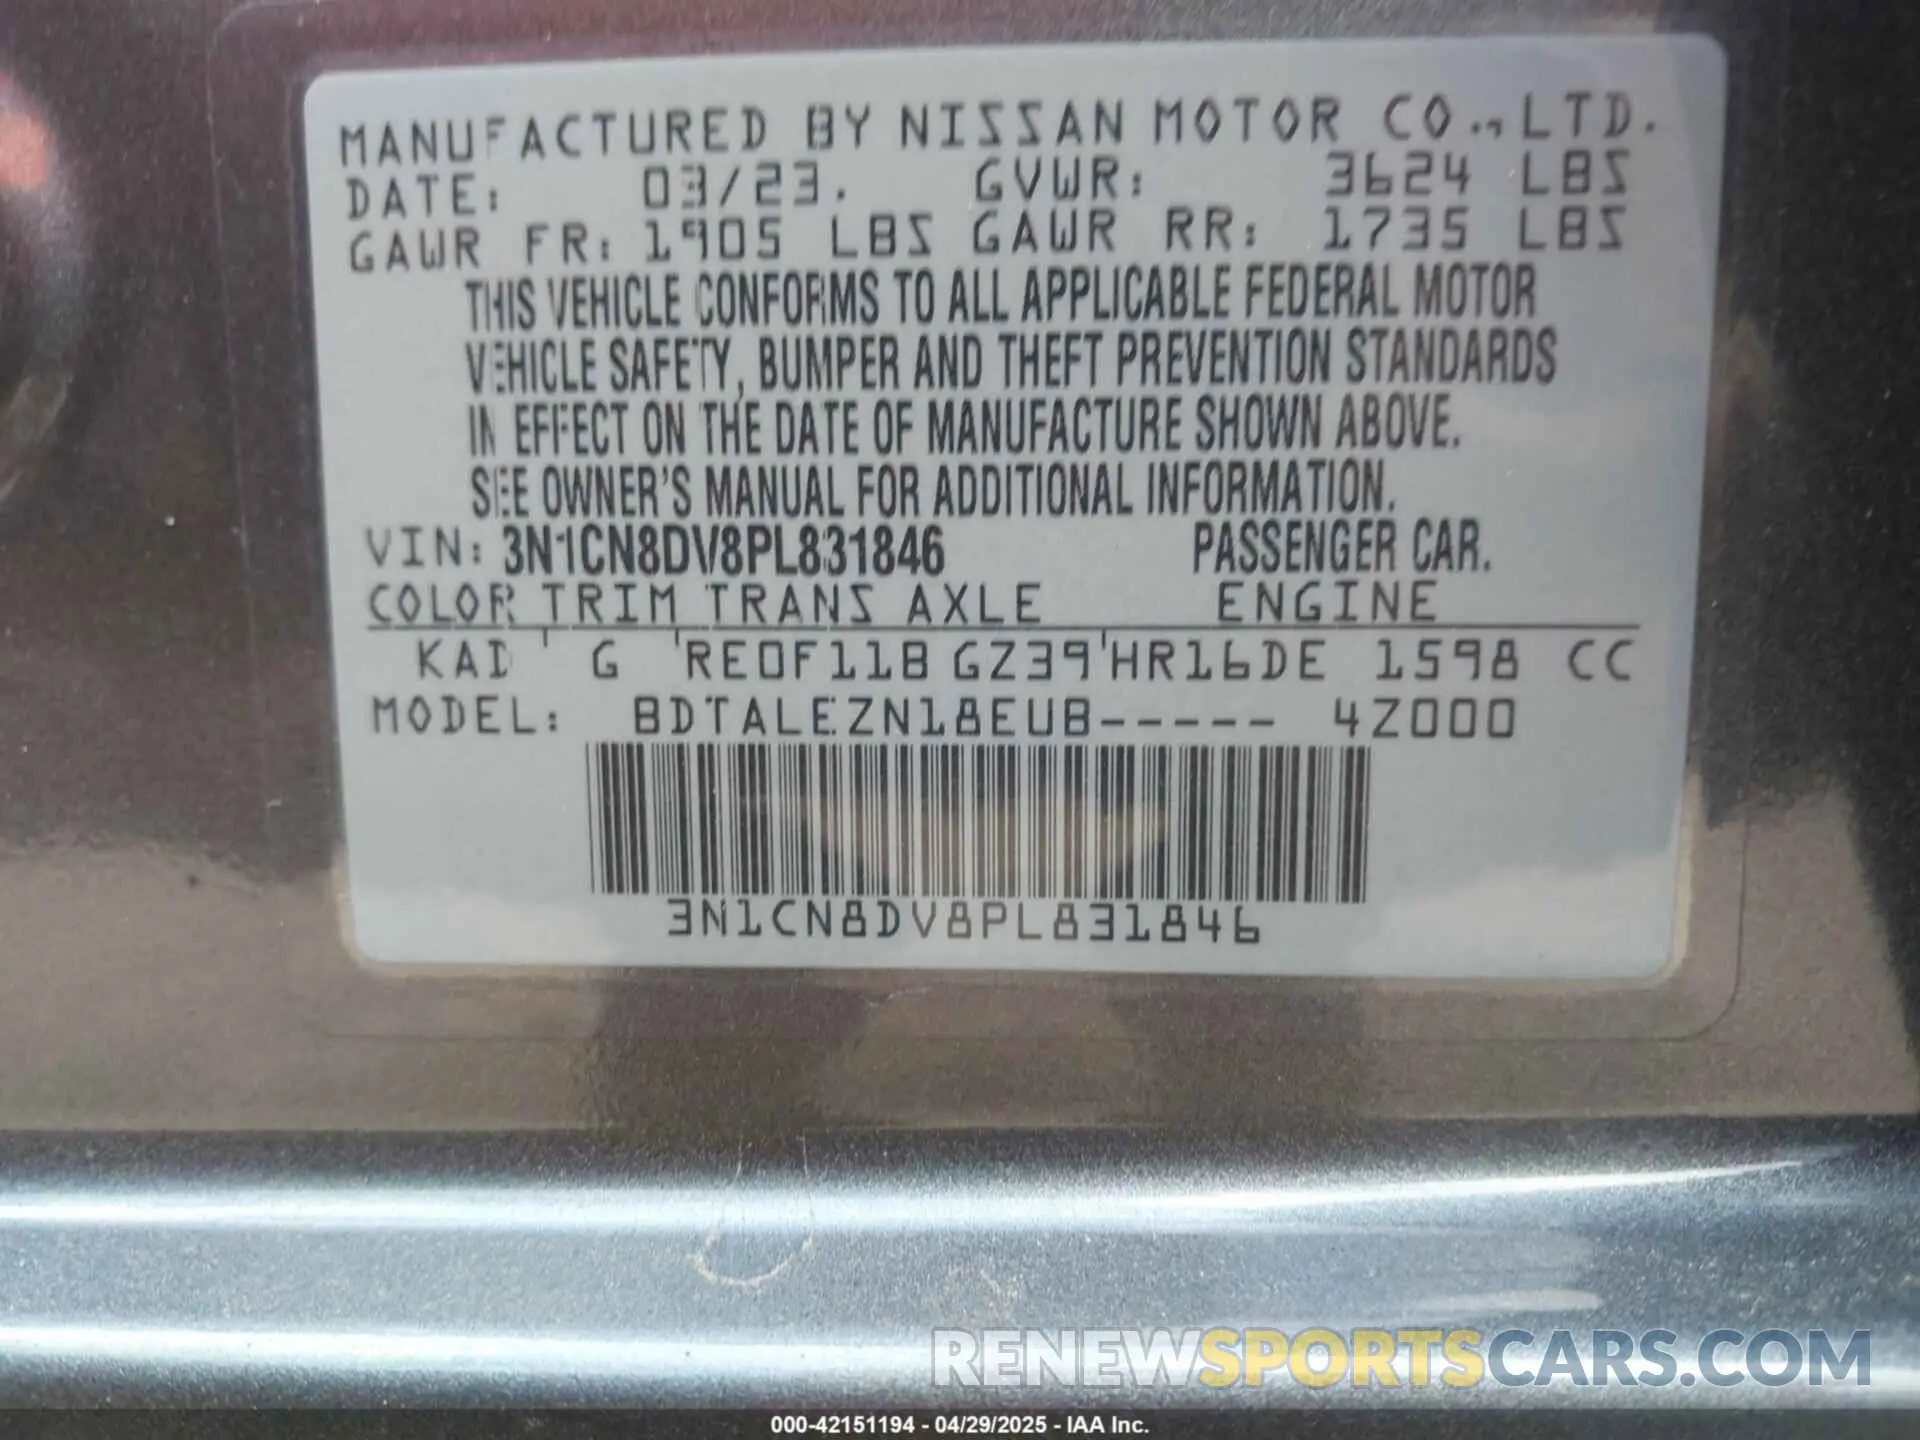 MANUFACTURED BY NISSAN MOTOR CO., LTD.
DATE: 03/23. GVWR: 3624 LBS
GAWR FR: 1905 LBS GAWR RR: 1735 LBS
THIS VEHICLE CONFORMS TO ALL APPLICABLE FEDERAL MOTOR
VEHICLE SAFETY, BUMPER AND THEFT PREVENTION STANDARDS
IN EFFECT ON THE DATE OF MANUFACTURE SHOWN ABOVE.
SEE OWNER'S MANUAL FOR ADDITIONAL INFORMATION.
VIN: 3N1CN8DV8PL831846 PASSENGER CAR.
COLOR TRIM TRANS AXLE ENGINE
KAD G RE0F11B GZ39 HR16DE 1598 CC
MODEL: BDTALEZN18EUB----- 4Z000
3N1CN8DV8PL831846
RENEWSPORTSCARS.COM
000-42151194 - 04/29/2025 - IAA Inc.